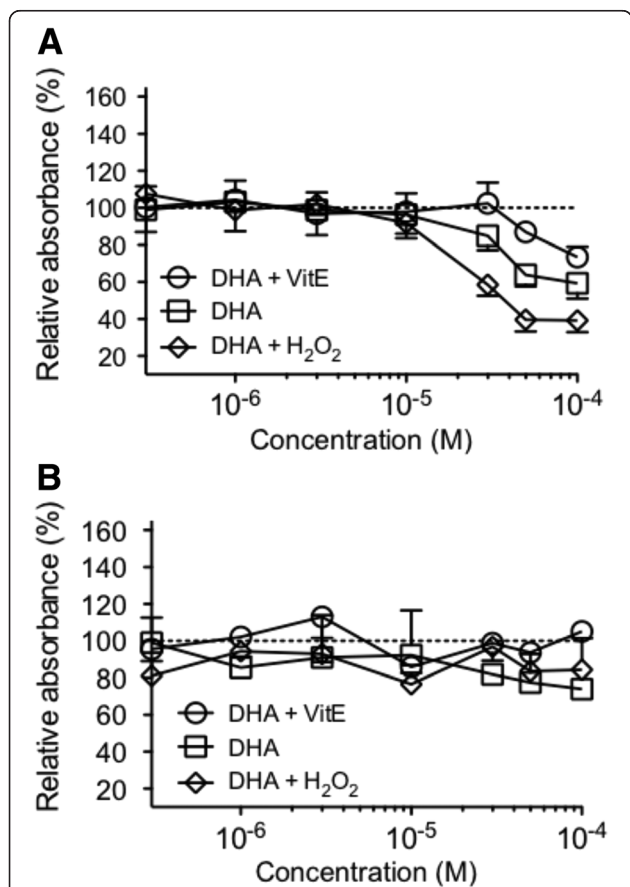 A
Relative absorbance (%)
160
140
120
100
80
60
40
20
DHA + VitE
DHA
DHA + H₂O₂
10⁻⁶ 10⁻⁵ 10⁻⁴
Concentration (M)
B
Relative absorbance (%)
160
140
120
100
80
60
40
20
DHA + VitE
DHA
DHA + H₂O₂
10⁻⁶ 10⁻⁵ 10⁻⁴
Concentration (M)